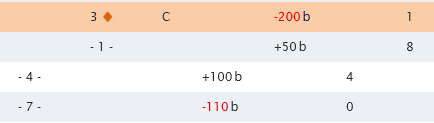 3 ♦ C -200 b 1
- 1 - +50 b 8
- 4 - +100 b 4
- 7 - -110 b 0